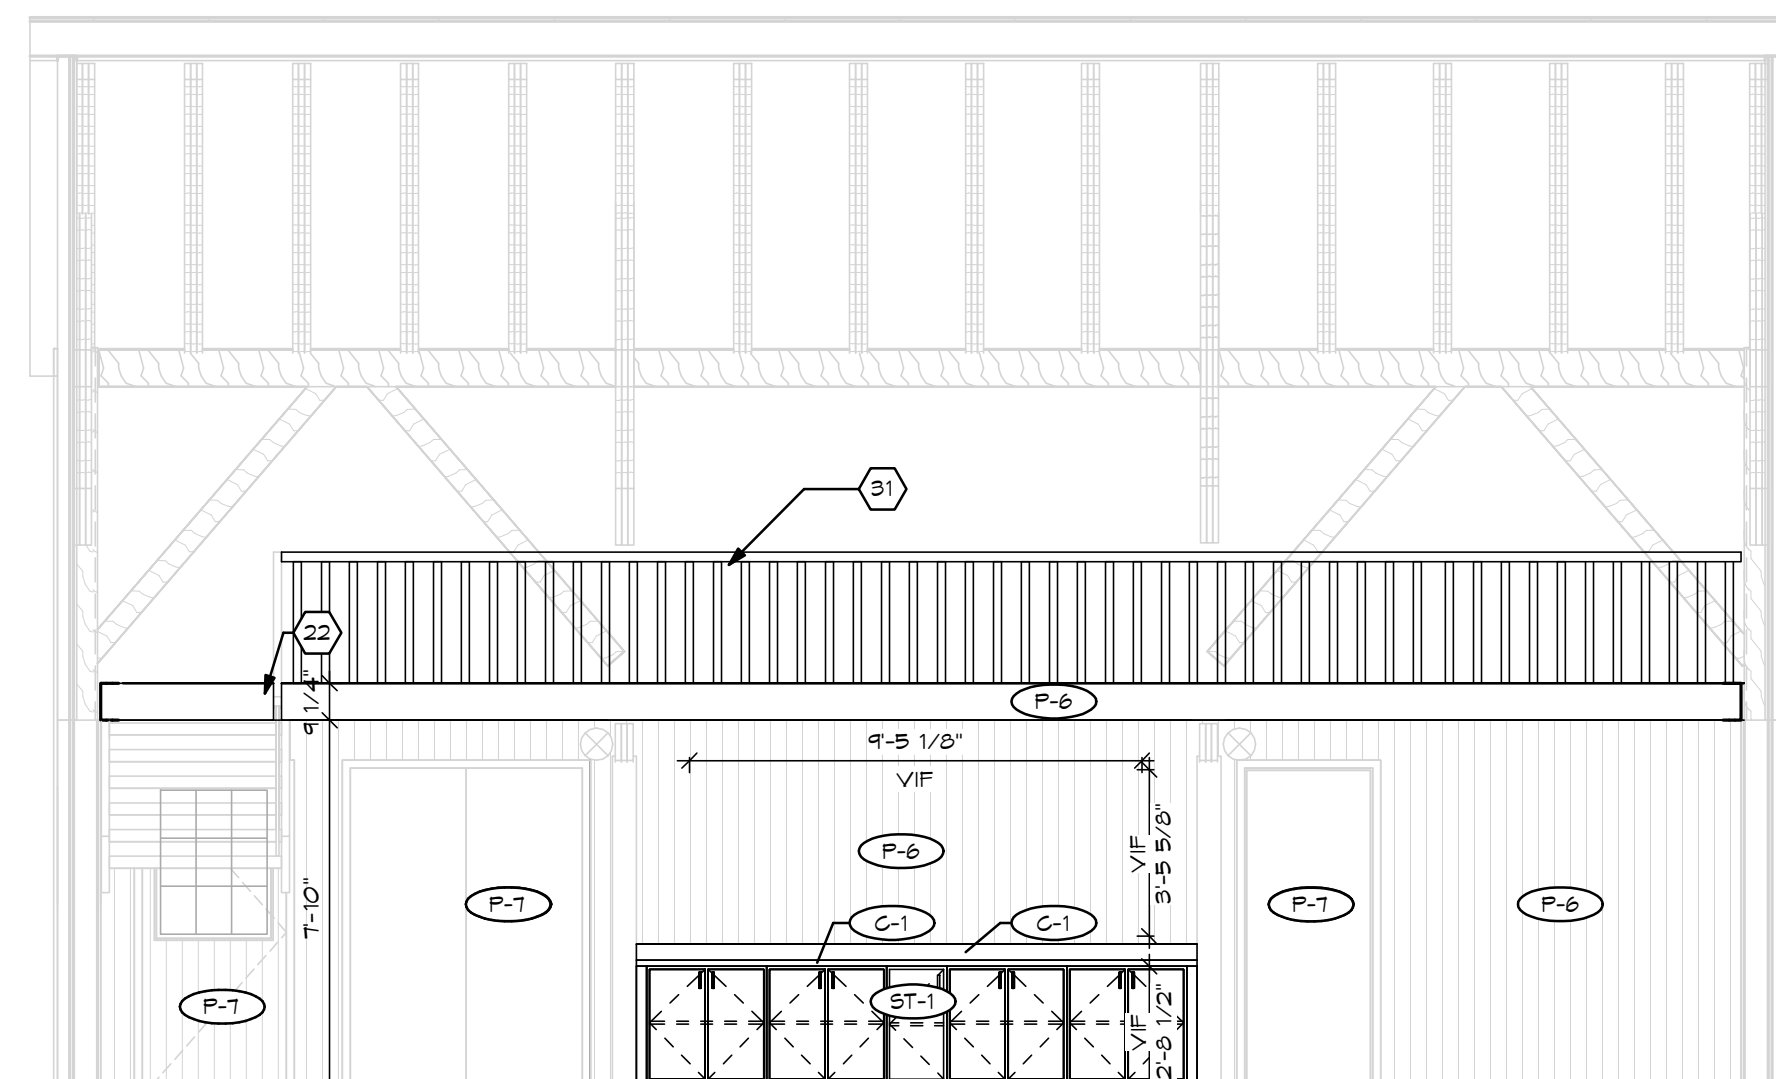 31
22
9 1/4"
P-6
9'-5 1/8"
VIF
VIF
3'-5 5/8"
P-6
7'-10"
P-7
P-7
P-6
C-1
C-1
P-7
ST-1
VIF
2'-8 1/2"